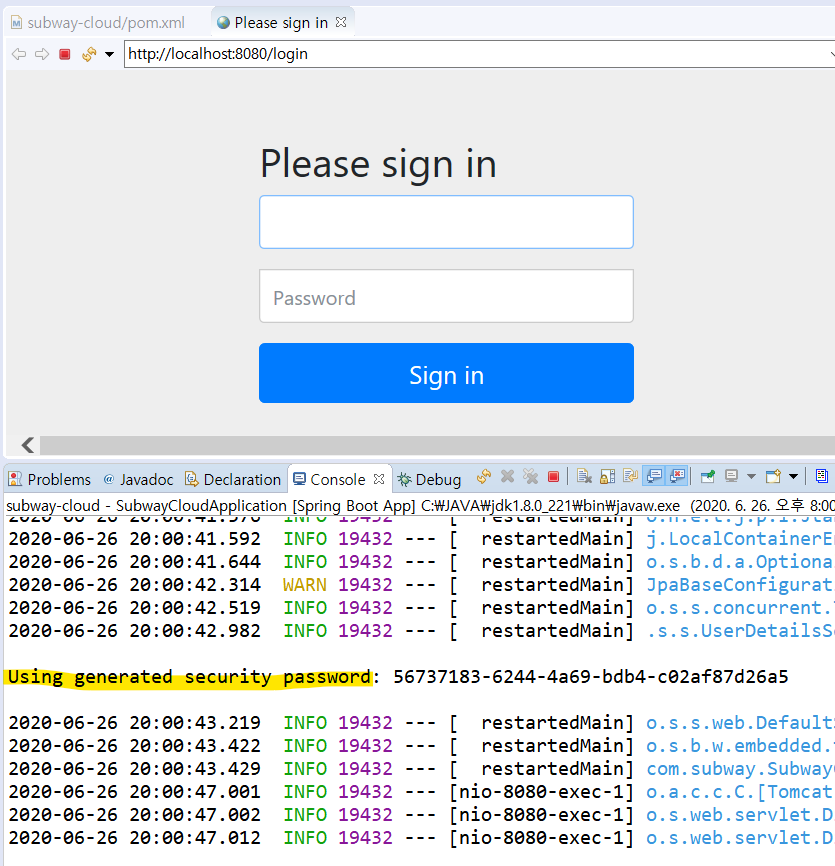 subway-cloud/pom.xml Please sign in
http://localhost:8080/login
Please sign in
Password
Sign in
Problems @ Javadoc Declaration Console Debug
subway-cloud - SubwayCloudApplication [Spring Boot App] C:₩JAVA₩jdk1.8.0_221₩bin₩javaw.exe (2020. 6. 26. 오후 8:00
2020-06-26 20:00:41.576 INFO 19432 --- [ restartedMain]
2020-06-26 20:00:41.592 INFO 19432 --- [ restartedMain] j.LocalContainerE
2020-06-26 20:00:41.644 INFO 19432 --- [ restartedMain] o.s.b.d.a.Optiona
2020-06-26 20:00:42.314 WARN 19432 --- [ restartedMain] JpaBaseConfigurat
2020-06-26 20:00:42.519 INFO 19432 --- [ restartedMain] o.s.s.concurrent.
2020-06-26 20:00:42.982 INFO 19432 --- [ restartedMain] .s.s.UserDetailsS
Using generated security password: 56737183-6244-4a69-bdb4-c02af87d26a5
2020-06-26 20:00:43.219 INFO 19432 --- [ restartedMain] o.s.s.web.Default
2020-06-26 20:00:43.422 INFO 19432 --- [ restartedMain] o.s.b.w.embedded.
2020-06-26 20:00:43.429 INFO 19432 --- [ restartedMain] com.subway.Subway
2020-06-26 20:00:47.001 INFO 19432 --- [nio-8080-exec-1] o.a.c.c.C.[Tomcat
2020-06-26 20:00:47.002 INFO 19432 --- [nio-8080-exec-1] o.s.web.servlet.D
2020-06-26 20:00:47.012 INFO 19432 --- [nio-8080-exec-1] o.s.web.servlet.D